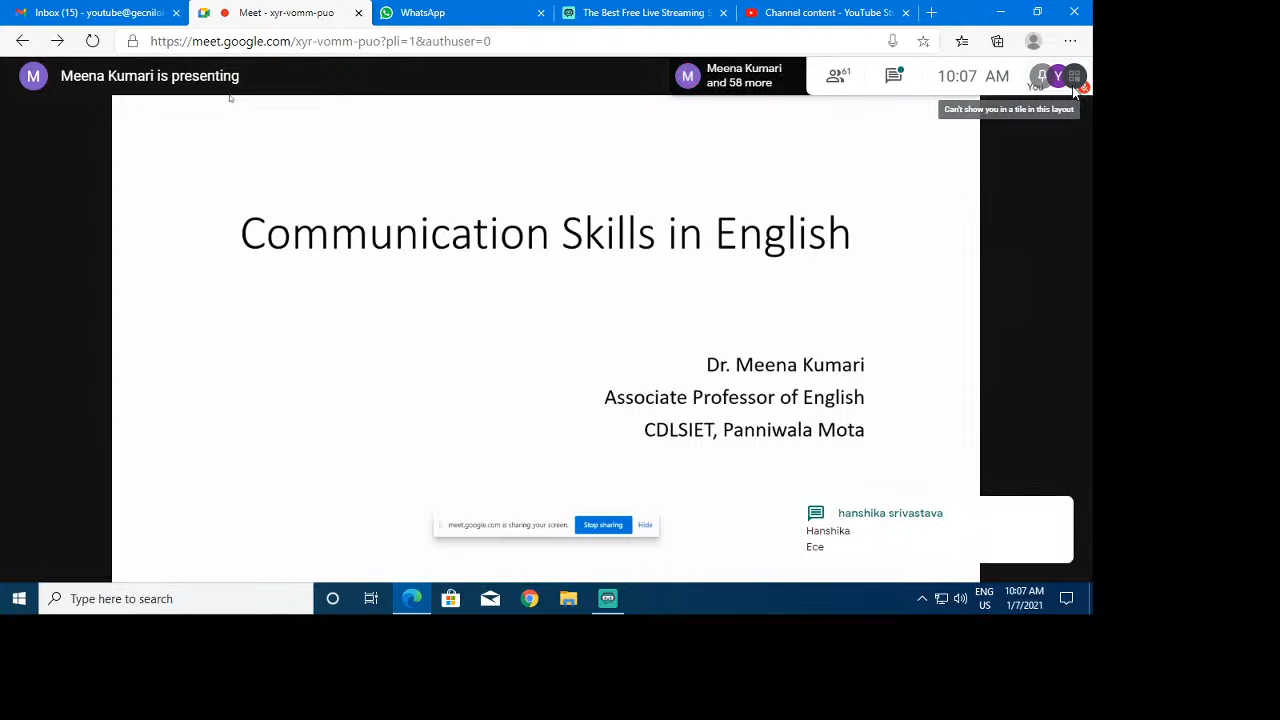 Inbox (15) - youtube@gecnilo
Meet - xyr-vomm-puo
WhatsApp
The Best Free Live Streaming S
Channel content - YouTube St
https://meet.google.com/xyr-vomm-puo?pli=1&authuser=0
M
Meena Kumari is presenting
M
Meena Kumari
and 58 more
61
10:07 AM
Y
You
Can't show you in a tile in this layout
Communication Skills in English
Dr. Meena Kumari
Associate Professor of English
CDLSIET, Panniwala Mota
hanshika srivastava
Hanshika
Ece
meet.google.com is sharing your screen.
Stop sharing
Hide
Type here to search
ENG
US
10:07 AM
1/7/2021